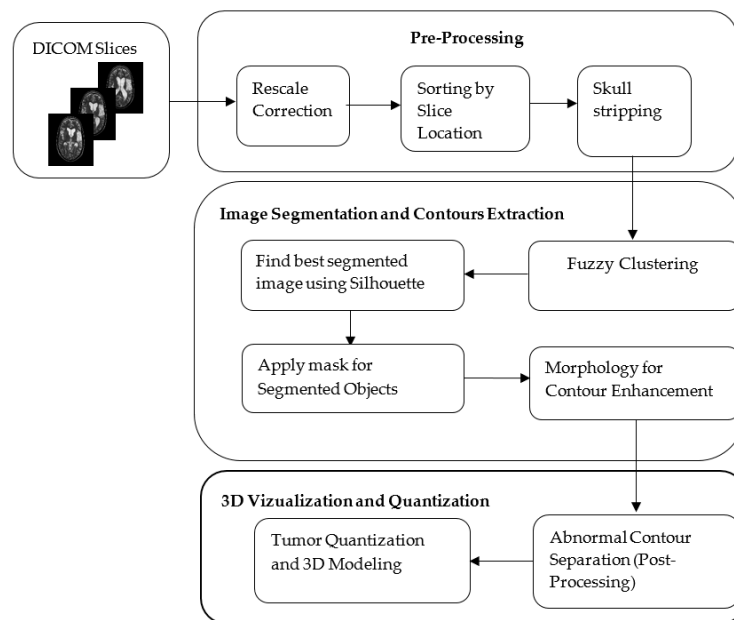 DICOM Slices
Pre-Processing
Rescale
Correction
Sorting by
Slice
Location
Skull
stripping
Image Segmentation and Contours Extraction
Fuzzy Clustering
Find best segmented
image using Silhouette
Apply mask for
Segmented Objects
Morphology for
Contour Enhancement
3D Vizualization and Quantization
Abnormal Contour
Separation (Post-
Processing)
Tumor Quantization
and 3D Modeling